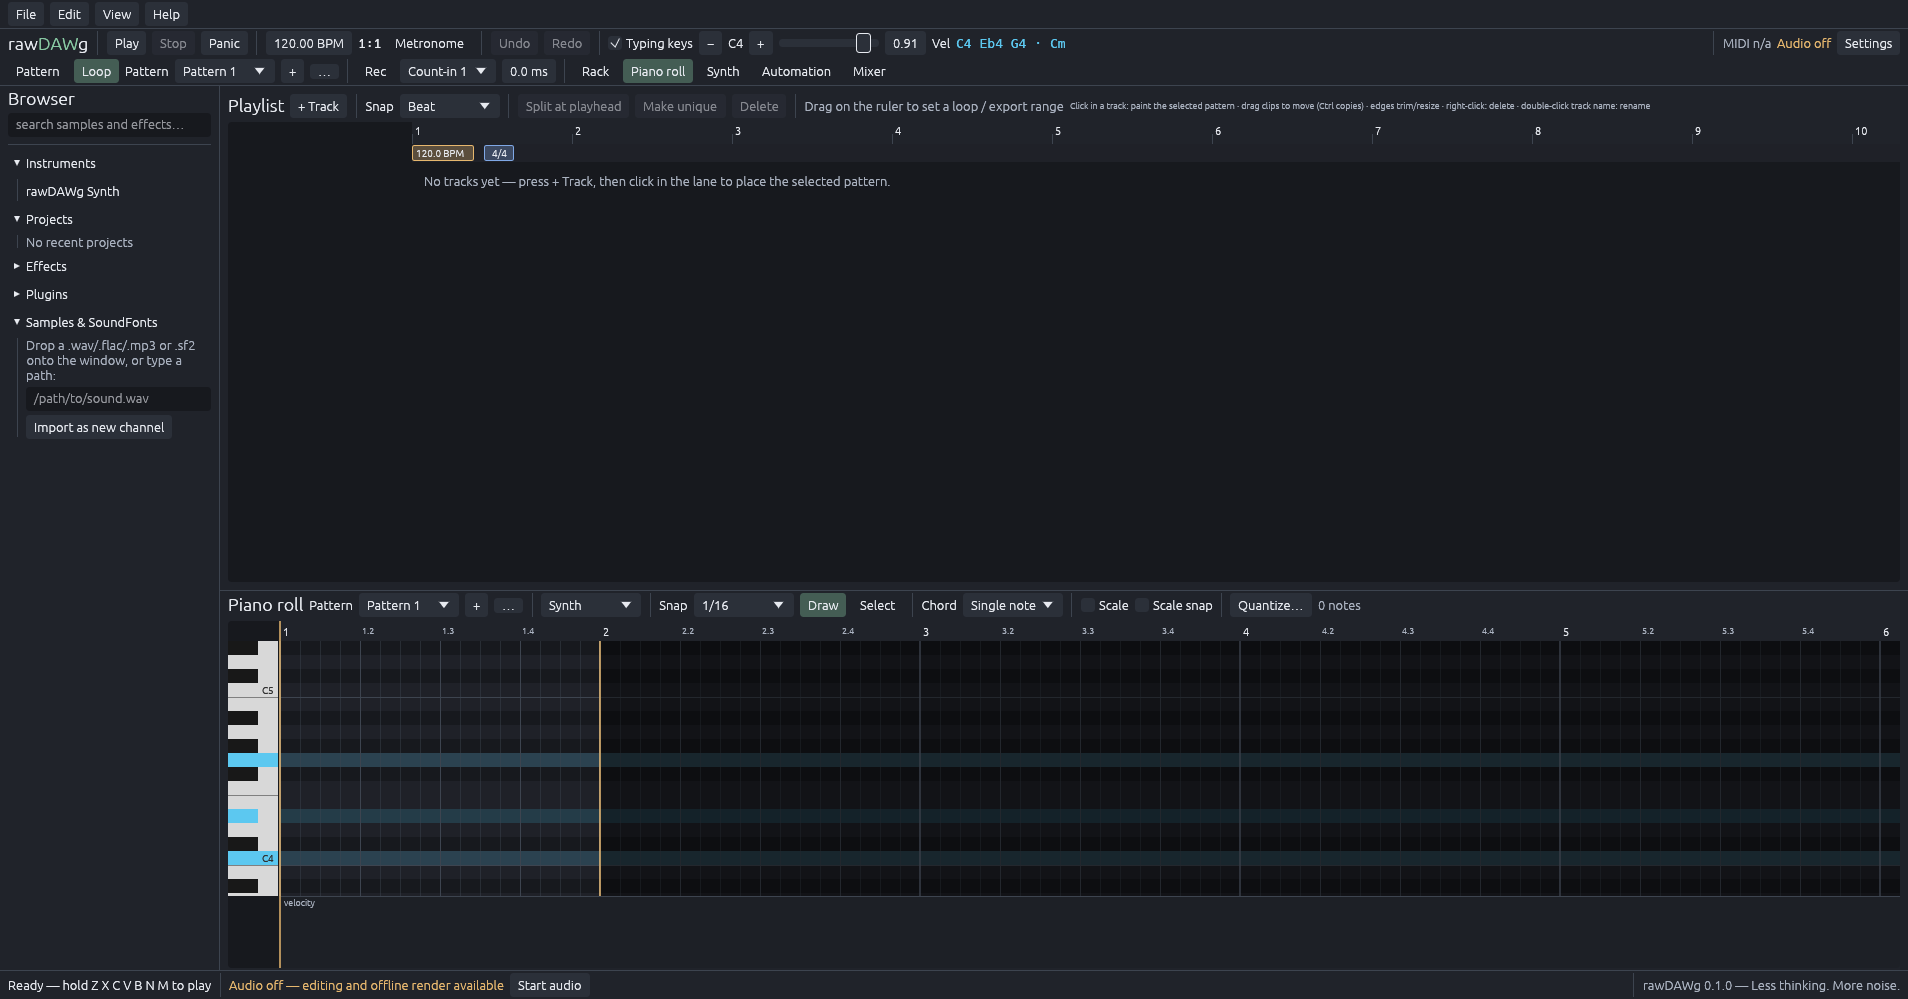 File Edit View Help
rawDAWg Play Stop Panic 120.00 BPM 1:1 Metronome Undo Redo Typing keys − C4 + 0.91 Vel C4 Eb4 G4 · Cm MIDI n/a Audio off Settings
Pattern Loop Pattern Pattern 1 + ... Rec Count-in 1 0.0 ms Rack Piano roll Synth Automation Mixer
Browser
search samples and effects…
Instruments
rawDAWg Synth
Projects
No recent projects
Effects
Plugins
Samples & SoundFonts
Drop a .wav/.flac/.mp3 or .sf2
onto the window, or type a
path:
/path/to/sound.wav
Import as new channel
Playlist + Track Snap Beat Split at playhead Make unique Delete Drag on the ruler to set a loop / export range Click in a track: paint the selected pattern · drag clips to move (Ctrl copies) · edges trim/resize · right-click: delete · double-click track name: rename
1 2 3 4 5 6 7 8 9 10
120.0 BPM 4/4
No tracks yet — press + Track, then click in the lane to place the selected pattern.
Piano roll Pattern Pattern 1 + ... Synth Snap 1/16 Draw Select Chord Single note Scale Scale snap Quantize… 0 notes
1 1.2 1.3 1.4 2 2.2 2.3 2.4 3 3.2 3.3 3.4 4 4.2 4.3 4.4 5 5.2 5.3 5.4 6
C5
C4
velocity
Ready — hold Z X C V B N M to play Audio off — editing and offline render available Start audio rawDAWg 0.1.0 — Less thinking. More noise.